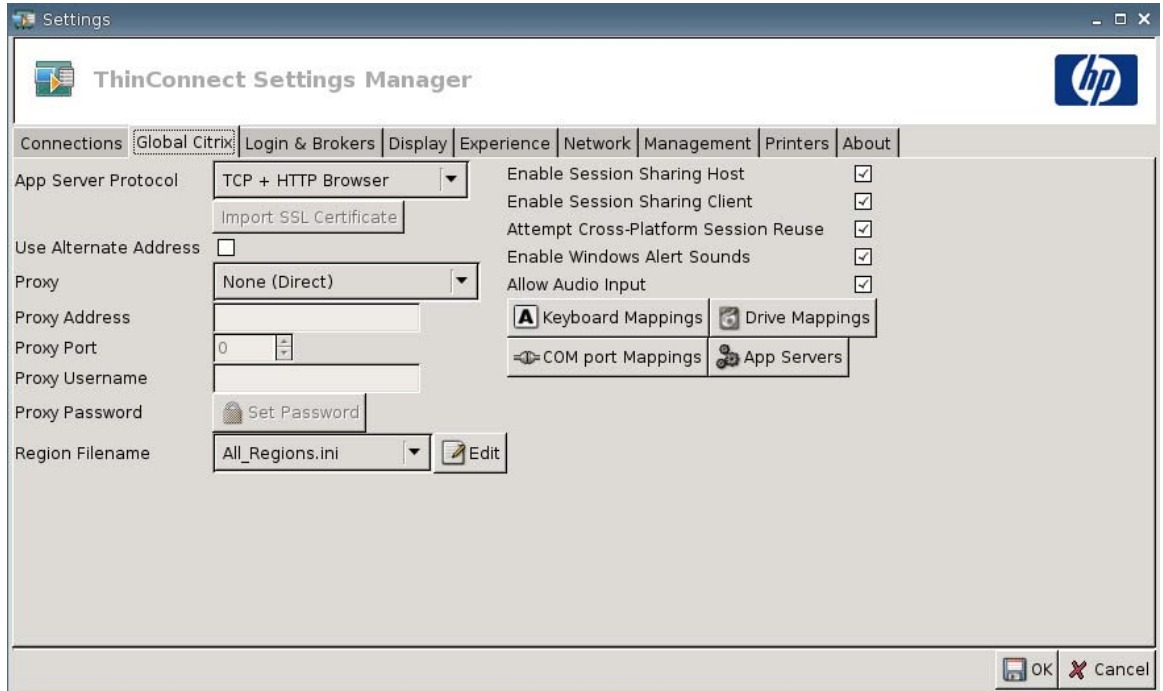 Settings
ThinConnect Settings Manager
hp
Connections Global Citrix Login & Brokers Display Experience Network Management Printers About
App Server Protocol TCP + HTTP Browser
Import SSL Certificate
Use Alternate Address
Proxy None (Direct)
Proxy Address
Proxy Port 0
Proxy Username
Proxy Password Set Password
Region Filename All_Regions.ini Edit
Enable Session Sharing Host
Enable Session Sharing Client
Attempt Cross-Platform Session Reuse
Enable Windows Alert Sounds
Allow Audio Input
A Keyboard Mappings Drive Mappings
COM port Mappings App Servers
OK Cancel